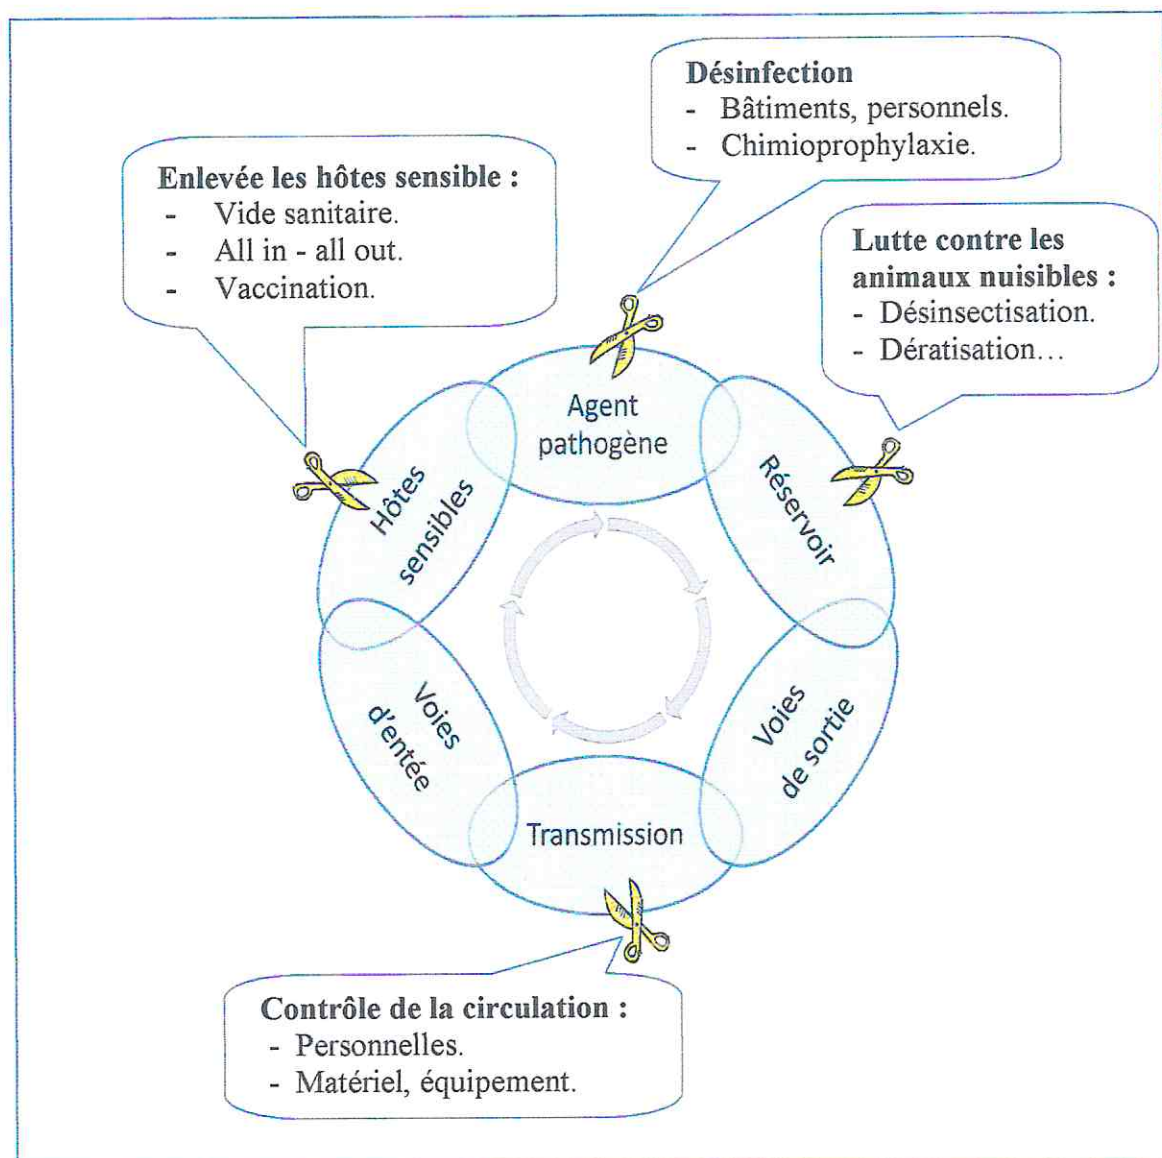 Désinfection
- Bâtiments, personnels.
- Chimioprophylaxie.
Enlevée les hôtes sensible :
- Vide sanitaire.
- All in - all out.
- Vaccination.
Lutte contre les
animaux nuisibles :
- Désinsectisation.
- Dératisation…
Agent
pathogène
Hôtes
sensibles
Réservoir
Voies
d'entée
Voies
de sortie
Transmission
Contrôle de la circulation :
- Personnelles.
- Matériel, équipement.